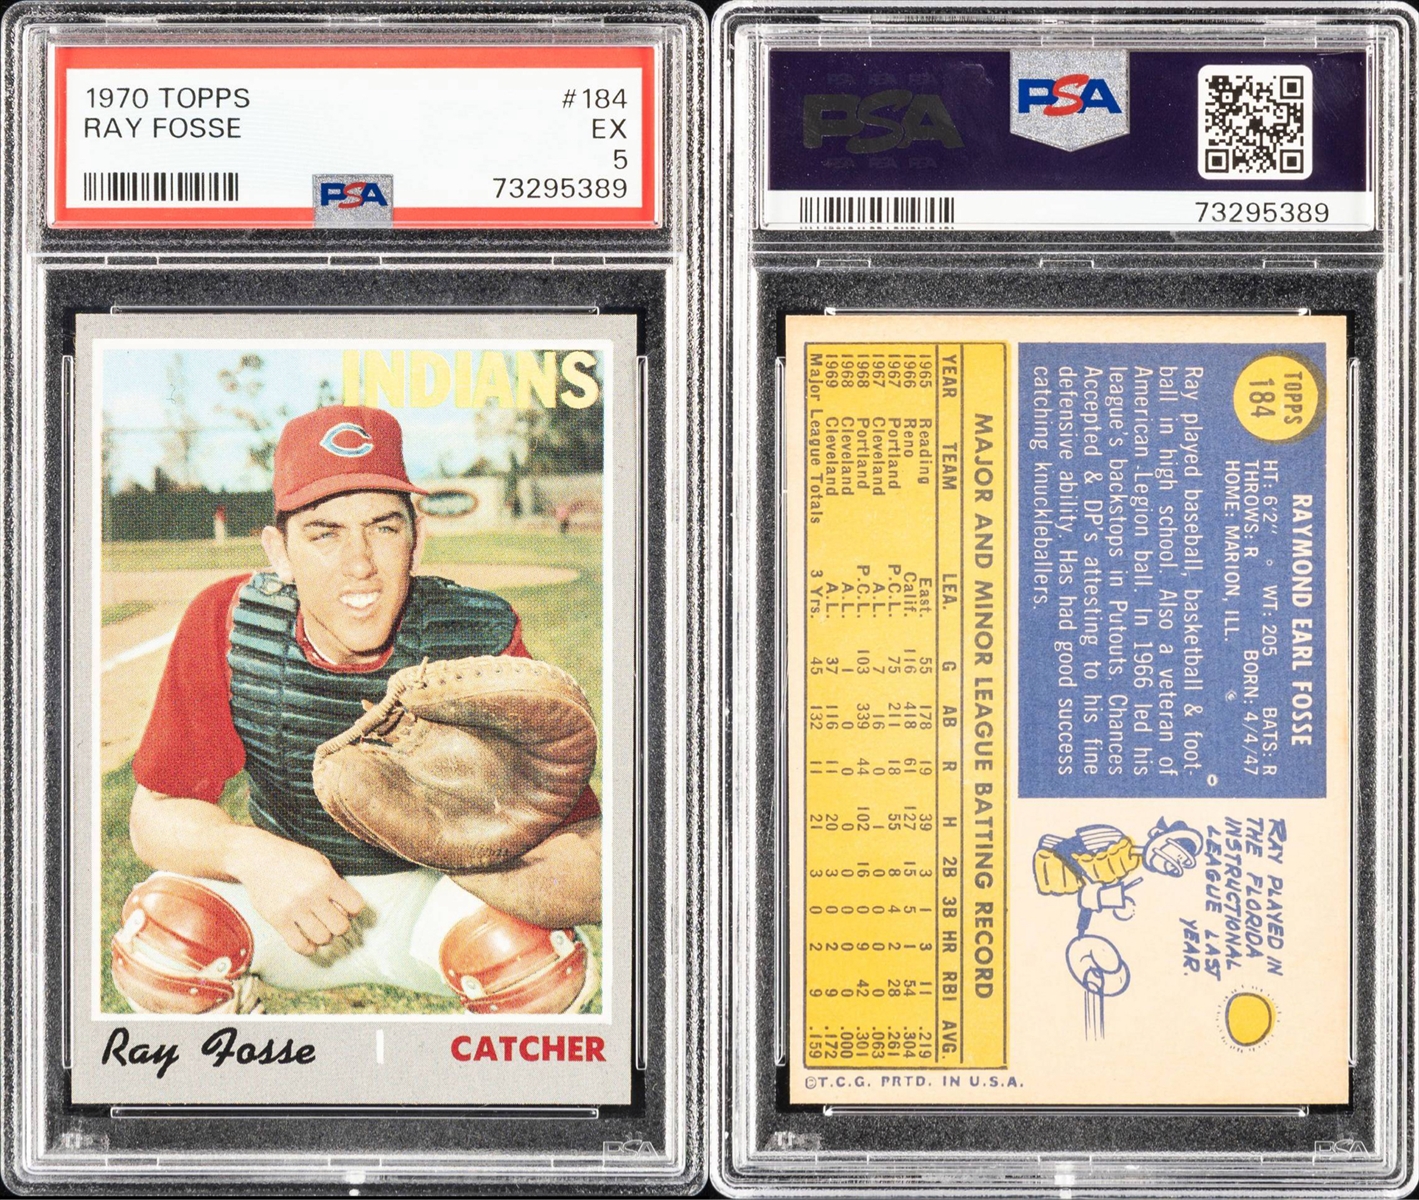 1970 TOPPS #184
RAY FOSSE EX
5
PSA 73295389
INDIANS
C
Ray Fosse CATCHER
PSA
PSA PSA
73295389
TOPPS
184
RAYMOND EARL FOSSE
HT: 6'2" WT: 205 BATS: R
THROWS: R BORN: 4/4/47
HOME: MARION, ILL.
Ray played baseball, basketball & foot-
ball in high school. Also a veteran of
American Legion ball. In 1966 led his
league's backstops in Putouts, Chances
Accepted & DP's attesting to his fine
defensive ability. Has had good success
catching knuckleballers.
RAY PLAYED IN
THE FLORIDA
INSTRUCTIONAL
LEAGUE LAST
YEAR.
MAJOR AND MINOR LEAGUE BATTING RECORD
YEAR TEAM LEA. G AB R H 2B 3B HR RBI AVG.
1965 Reading East. 55 178 19 39 3 1 3 11 .219
1966 Reno Calif. 116 418 61 127 15 5 1 54 .304
1967 Portland P.C.L. 75 211 18 55 8 4 2 28 .261
1967 Cleveland A.L. 7 16 0 1 0 0 0 0 .063
1968 Portland P.C.L. 103 339 44 102 16 0 9 42 .301
1968 Cleveland A.L. 1 0 0 0 0 0 0 0 .000
1969 Cleveland A.L. 37 116 11 20 3 0 2 9 .172
Major League Totals 3 Yrs. 45 132 11 21 3 0 2 9 .159
©T.C.G. PRTD. IN U.S.A.
PSA